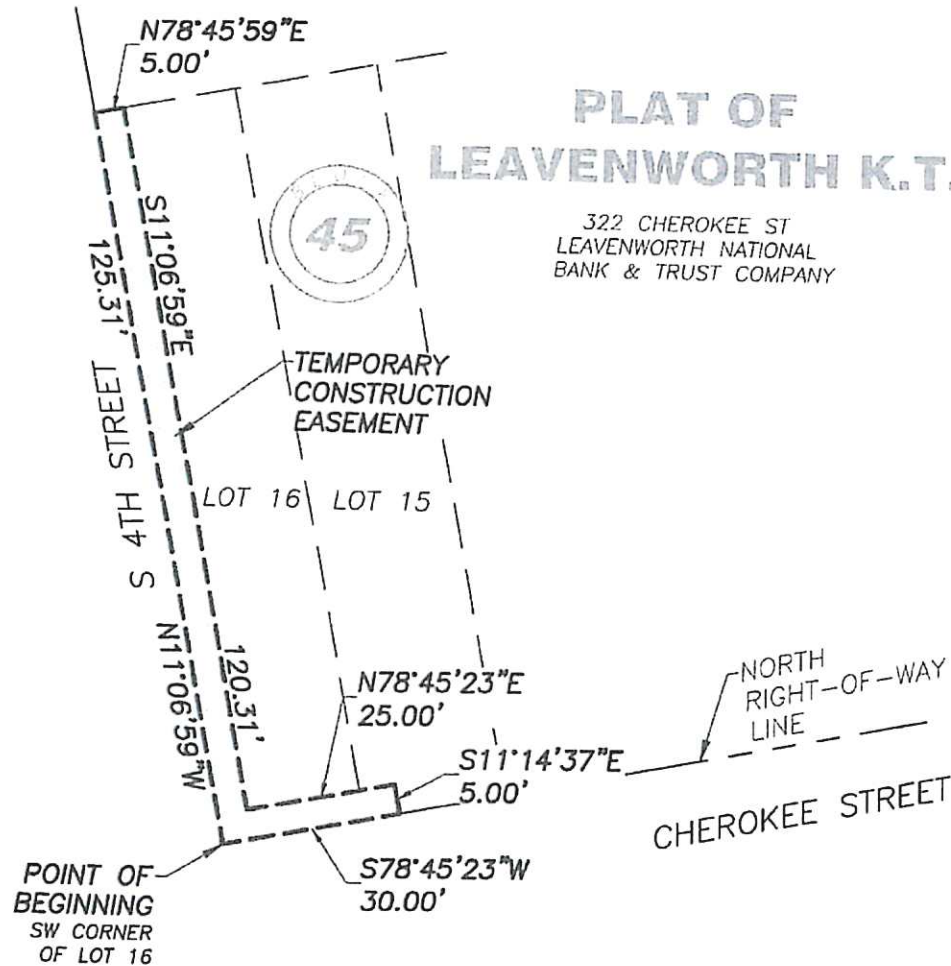 N78°45'59"E
5.00'
PLAT OF
LEAVENWORTH K.T.
322 CHEROKEE ST
LEAVENWORTH NATIONAL
BANK & TRUST COMPANY
45
S11°06'59"E
125.31'
TEMPORARY
CONSTRUCTION
EASEMENT
S 4TH STREET
LOT 16
LOT 15
N11°06'59"W
120.31'
N78°45'23"E
25.00'
NORTH
RIGHT-OF-WAY
LINE
S11°14'37"E
5.00'
CHEROKEE STREET
S78°45'23"W
30.00'
POINT OF
BEGINNING
SW CORNER
OF LOT 16